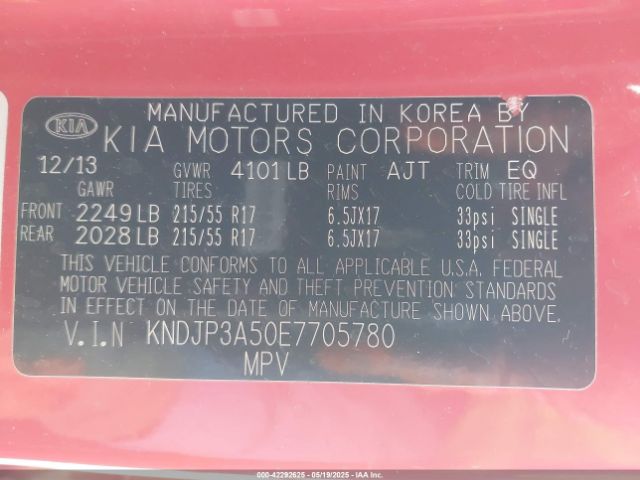 MANUFACTURED IN KOREA BY
KIA KIA MOTORS CORPORATION
12/13 GVWR 4101 LB PAINT AJT TRIM EQ
GAWR TIRES RIMS COLD TIRE INFL
FRONT 2249 LB 215/55 R17 6.5JX17 33psi SINGLE
REAR 2028 LB 215/55 R17 6.5JX17 33psi SINGLE
THIS VEHICLE CONFORMS TO ALL APPLICABLE U.S.A. FEDERAL
MOTOR VEHICLE SAFETY AND THEFT PREVENTION STANDARDS
IN EFFECT ON THE DATE OF MANUFACTURE SHOWN ABOVE.
V.I.N KNDJP3A50E7705780
MPV
000-42292625 - 05/19/2025 - IAA Inc.